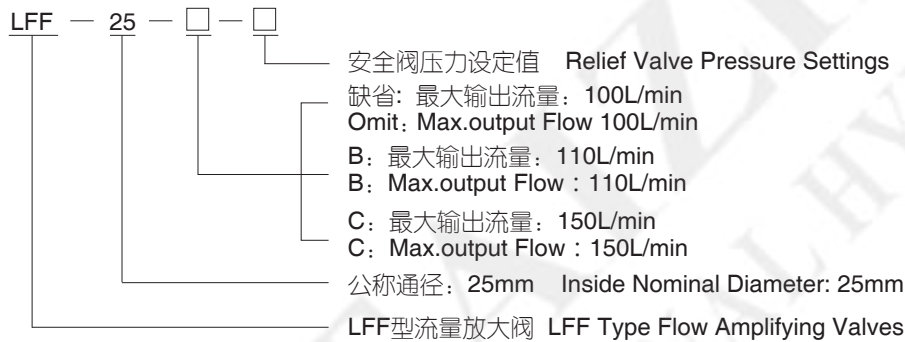 LFF — 25 — □ — □
安全阀压力设定值 Relief Valve Pressure Settings
缺省: 最大输出流量：100L/min
Omit：Max.output Flow 100L/min
B：最大输出流量：110L/min
B：Max.output Flow：110L/min
C：最大输出流量：150L/min
C：Max.output Flow：150L/min
公称通径：25mm Inside Nominal Diameter: 25mm
LFF型流量放大阀 LFF Type Flow Amplifying Valves